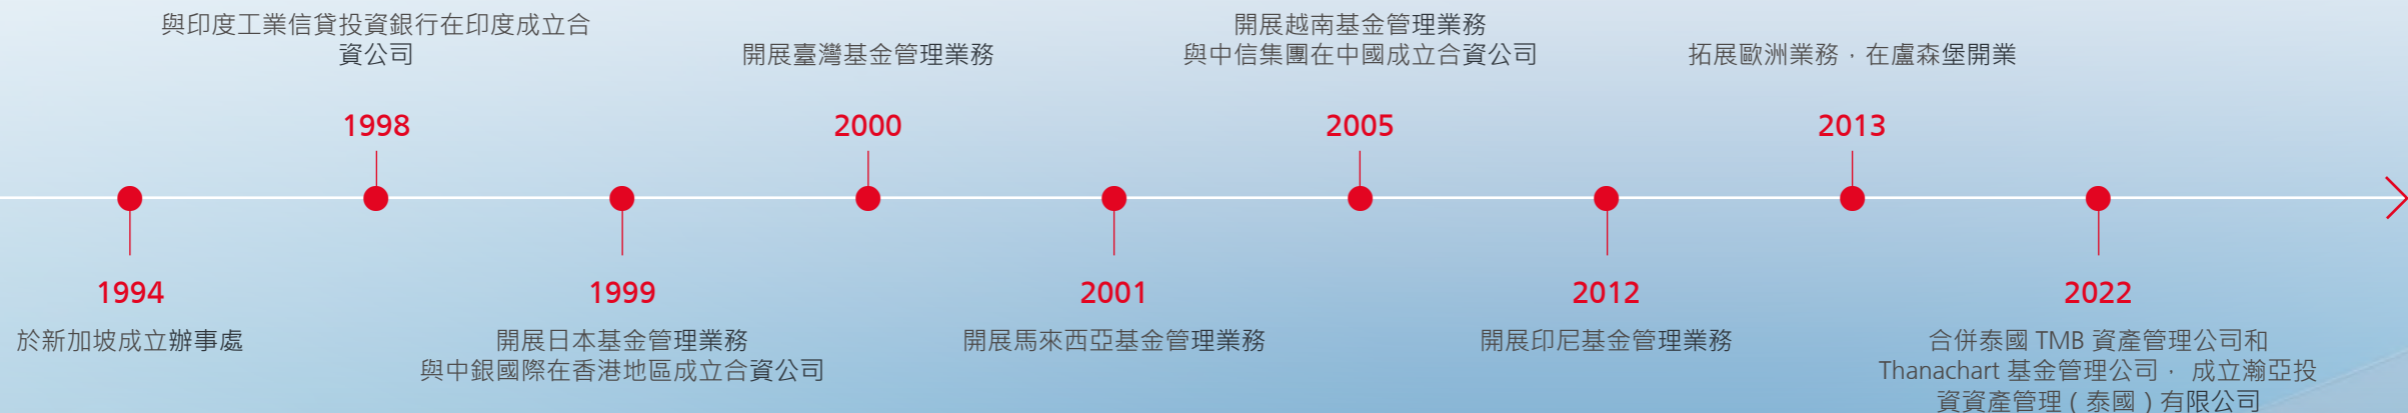 1994
於新加坡成立辦事處
與印度工業信貸投資銀行在印度成立合
資公司
1998
1999
開展日本基金管理業務
與中銀國際在香港地區成立合資公司
開展臺灣基金管理業務
2000
2001
開展馬來西亞基金管理業務
開展越南基金管理業務
與中信集團在中國成立合資公司
2005
2012
開展印尼基金管理業務
拓展歐洲業務，在盧森堡開業
2013
2022
合併泰國 TMB 資產管理公司和
Thanachart 基金管理公司， 成立瀚亞投
資資產管理 ( 泰國 ) 有限公司